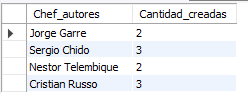 Chef_autores Cantidad_creadas
Jorge Garre 2
Sergio Chido 3
Nestor Telembique 2
Cristian Russo 3